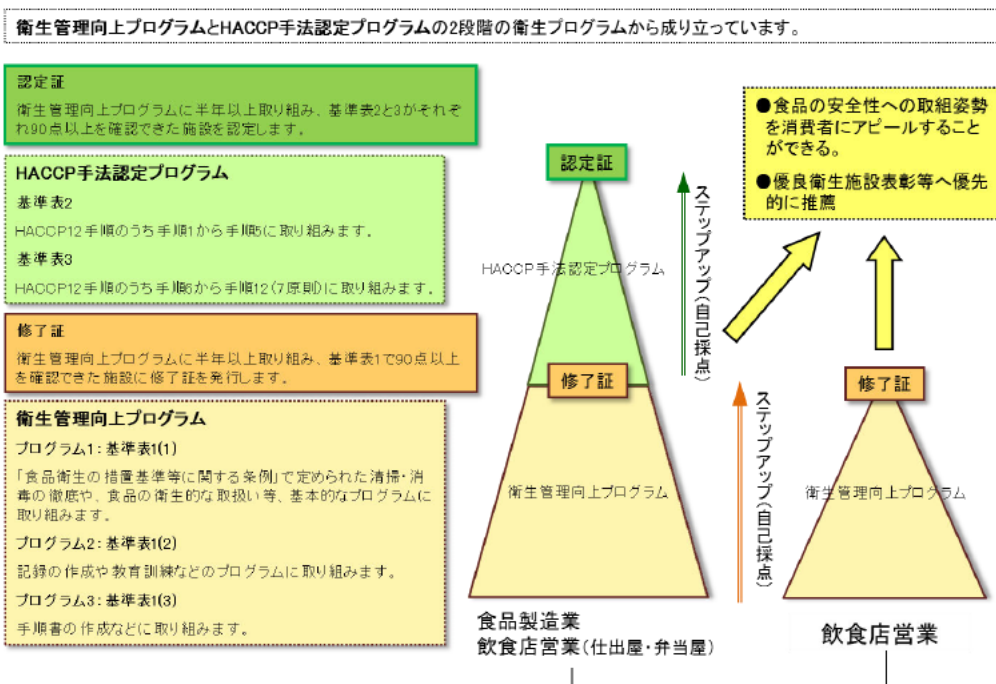 衛生管理向上プログラムとHACCP手法認定プログラムの2段階の衛生プログラムから成り立っています。
認定証
衛生管理向上プログラムに半年以上取り組み、基準表2と3がそれぞ
れ90点以上を確認できた施設を認定します。
HACCP手法認定プログラム
基準表2
HACCP12手順のうち手順1から手順5に取り組みます。
基準表3
HACCP12手順のうち手順6から手順12(7原則)に取り組みます。
修了証
衛生管理向上プログラムに半年以上取り組み、基準表1で90点以上
を確認できた施設に修了証を発行します。
衛生管理向上プログラム
プログラム1:基準表1(1)
「食品衛生の措置基準等に関する条例」で定められた清掃・消
毒の徹底や、食品の衛生的な取扱い等、基本的なプログラムに
取り組みます。
プログラム2:基準表1(2)
記録の作成や教育訓練などのプログラムに取り組みます。
プログラム3:基準表1(3)
手順書の作成などに取り組みます。
認定証
HACCP手法認定プログラム
修了証
衛生管理向上プログラム
食品製造業
飲食店営業(仕出屋・弁当屋)
ステップアップ(自己採点)
ステップアップ(自己採点)
●食品の安全性への取組姿勢
を消費者にアピールすること
ができる。
●優良衛生施設表彰等へ優先
的に推薦
修了証
衛生管理向上プログラム
飲食店営業